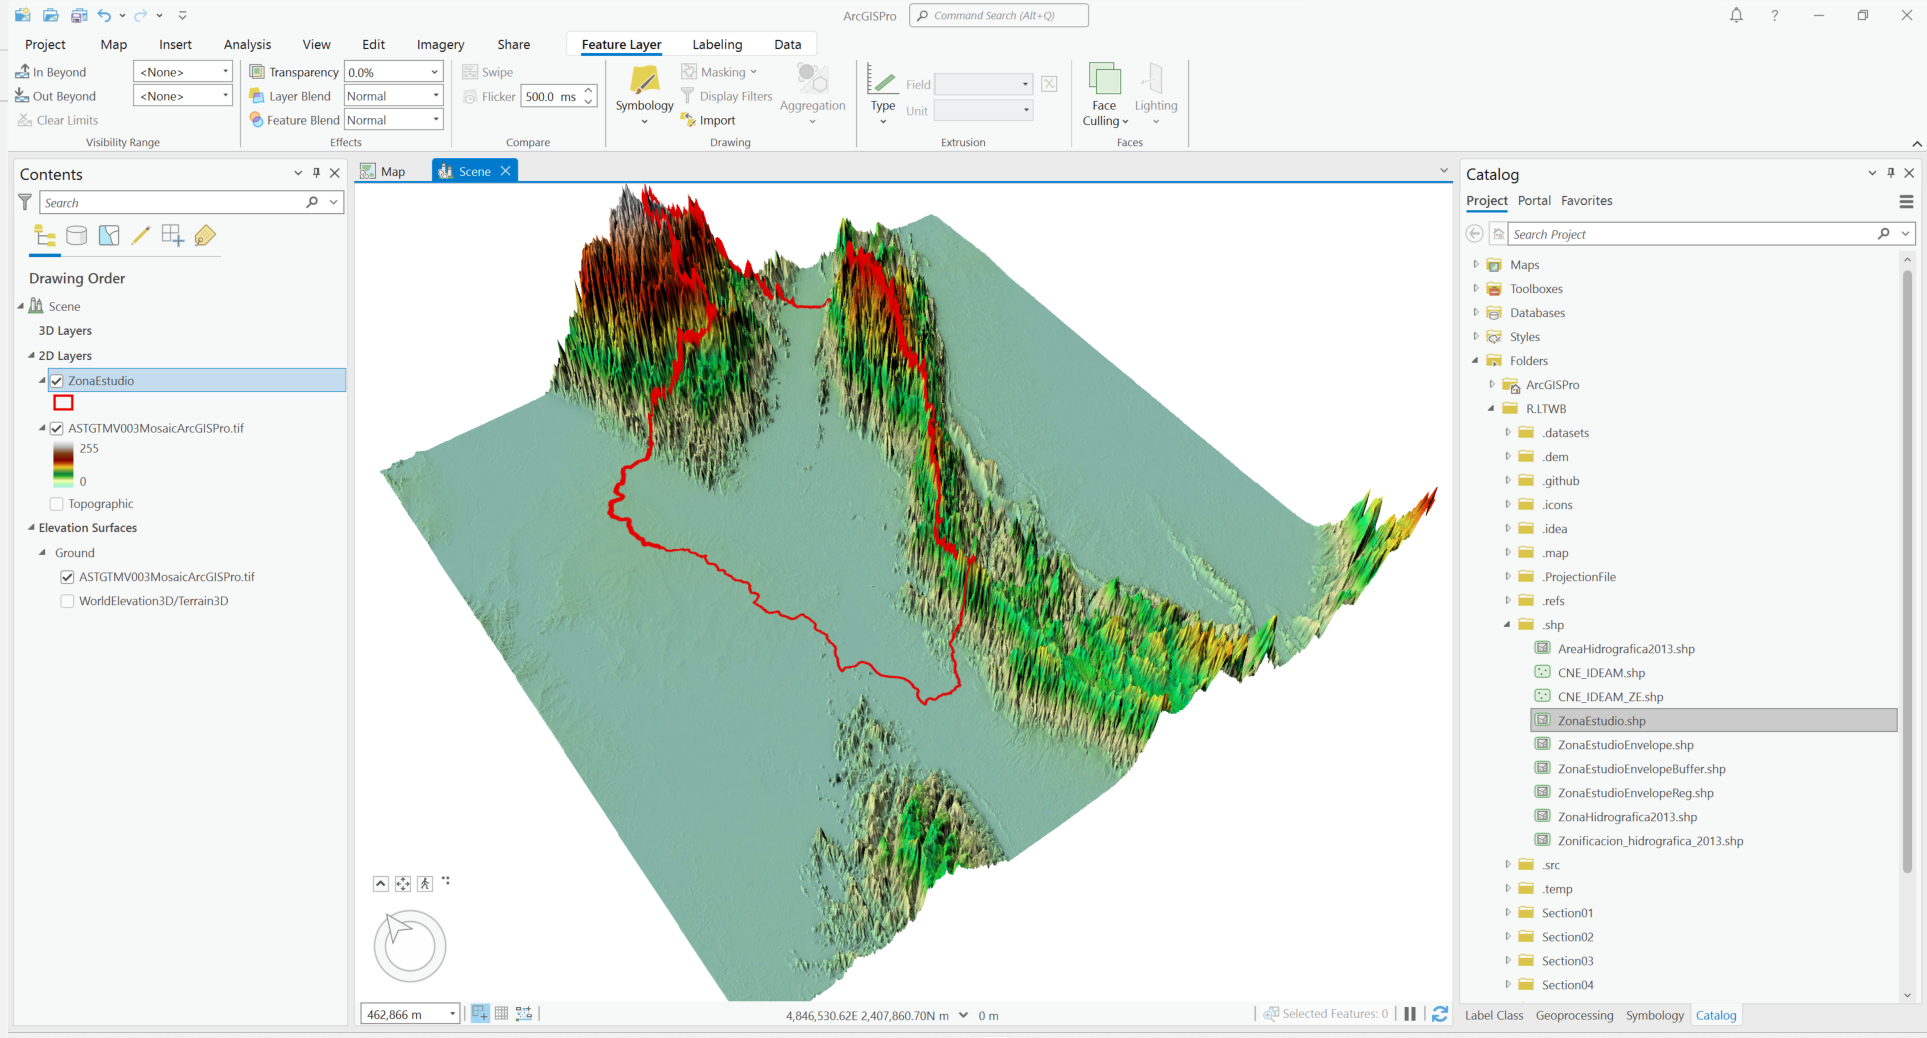 ArcGISPro
Command Search (Alt+Q)
?
Project Map Insert Analysis View Edit Imagery Share Feature Layer Labeling Data
In Beyond <None>
Out Beyond <None>
Clear Limits
Visibility Range
Transparency 0.0%
Layer Blend Normal
Feature Blend Normal
Effects
Swipe
Flicker 500.0 ms
Compare
Symbology
Masking
Display Filters
Import
Aggregation
Drawing
Type
Field
Unit
Extrusion
Face
Culling
Lighting
Faces
Contents
Search
Drawing Order
Scene
3D Layers
2D Layers
ZonaEstudio
ASTGTMV003MosaicArcGISPro.tif
255
0
Topographic
Elevation Surfaces
Ground
ASTGTMV003MosaicArcGISPro.tif
WorldElevation3D/Terrain3D
Map
Scene
462,866 m
4,846,530.62E 2,407,860.70N m
0 m
Selected Features: 0
Catalog
Project Portal Favorites
Search Project
Maps
Toolboxes
Databases
Styles
Folders
ArcGISPro
R.LTWB
.datasets
.dem
.github
.icons
.idea
.map
.ProjectionFile
.refs
.shp
AreaHidrografica2013.shp
CNE_IDEAM.shp
CNE_IDEAM_ZE.shp
ZonaEstudio.shp
ZonaEstudioEnvelope.shp
ZonaEstudioEnvelopeBuffer.shp
ZonaEstudioEnvelopeReg.shp
ZonaHidrografica2013.shp
Zonificacion_hidrografica_2013.shp
.src
.temp
Section01
Section02
Section03
Section04
Label Class Geoprocessing Symbology Catalog